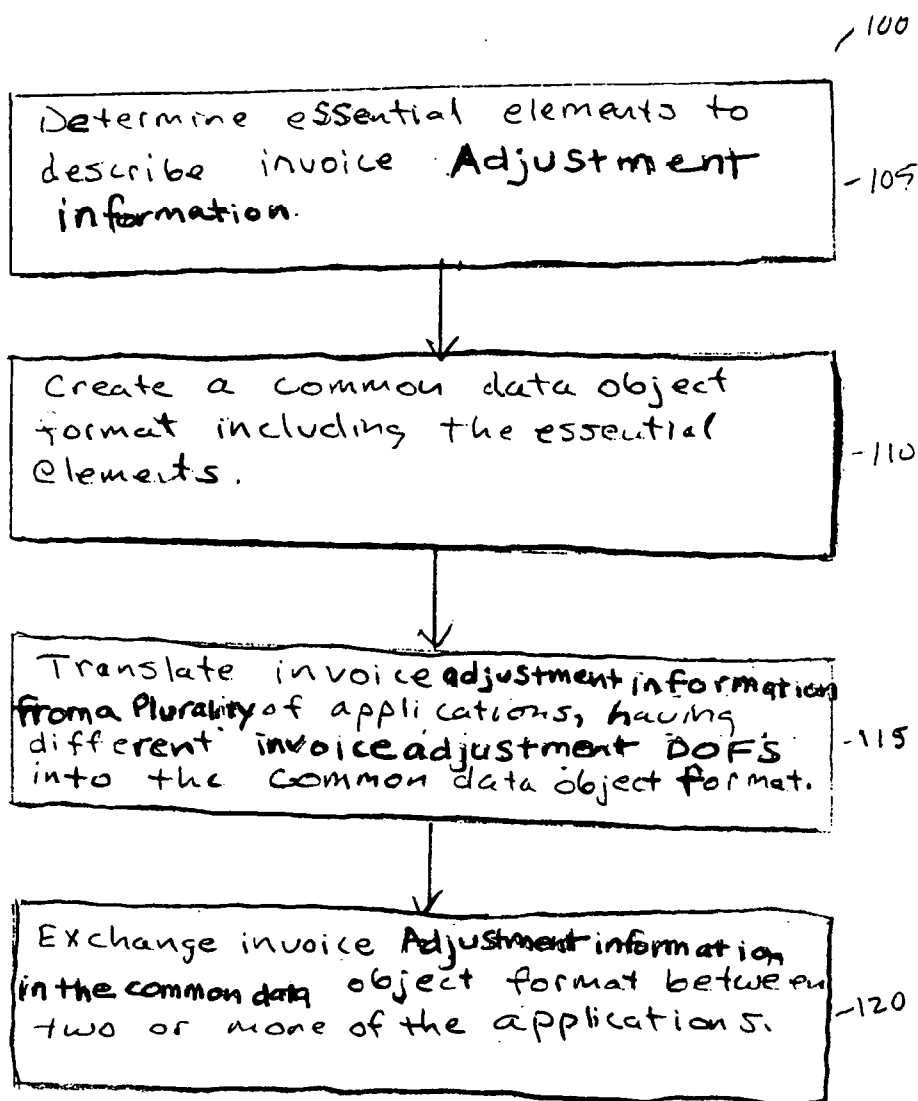 100
Determine essential elements to
describe invoice Adjustment
information.
-105
Create a common data object
format including the essential
elements.
-110
Translate invoice adjustment information
from a Plurality of applications, having
different invoice adjustment DOF's
into the common data object format.
-115
Exchange invoice Adjustment information
in the common data object format between
two or more of the applications.
-120